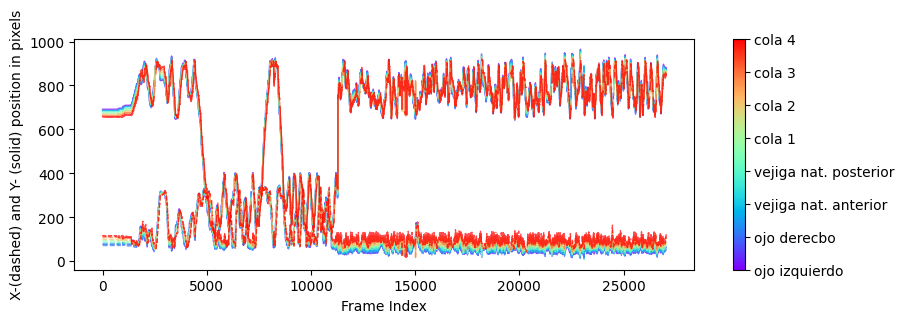 X-(dashed) and Y- (solid) position in pixels
1000
800
600
400
200
0
0 5000 10000 15000 20000 25000
Frame Index
cola 4
cola 3
cola 2
cola 1
vejiga nat. posterior
vejiga nat. anterior
ojo derecbo
ojo izquierdo